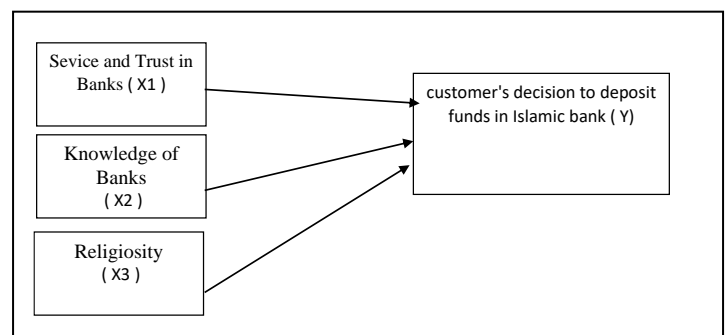 Sevice and Trust in
Banks ( X1 )
Knowledge of
Banks
( X2 )
Religiosity
( X3 )
customer's decision to deposit
funds in Islamic bank ( Y)